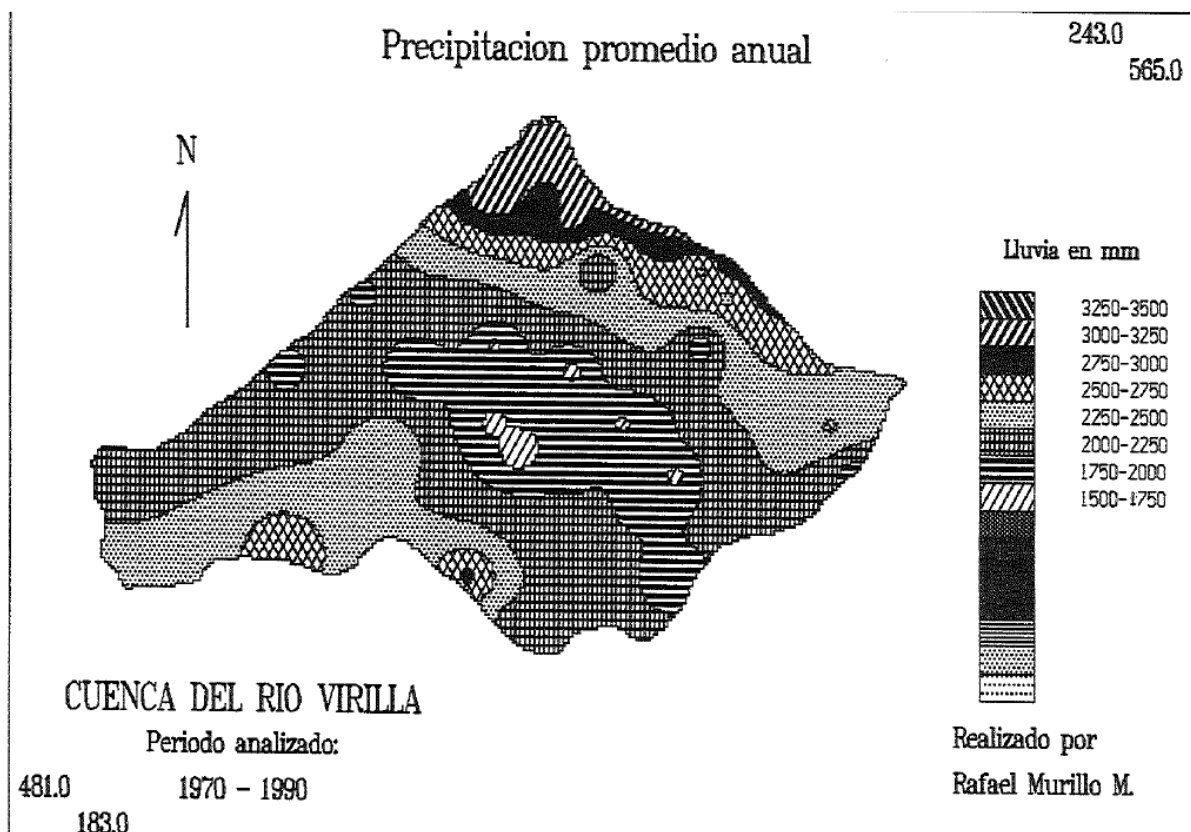 Precipitacion promedio anual
243.0
565.0
N
Lluvia en mm
3250-3500
3000-3250
2750-3000
2500-2750
2250-2500
2000-2250
1750-2000
1500-1750
CUENCA DEL RIO VIRILLA
Periodo analizado:
1970 - 1990
481.0
183.0
Realizado por
Rafael Murillo M.